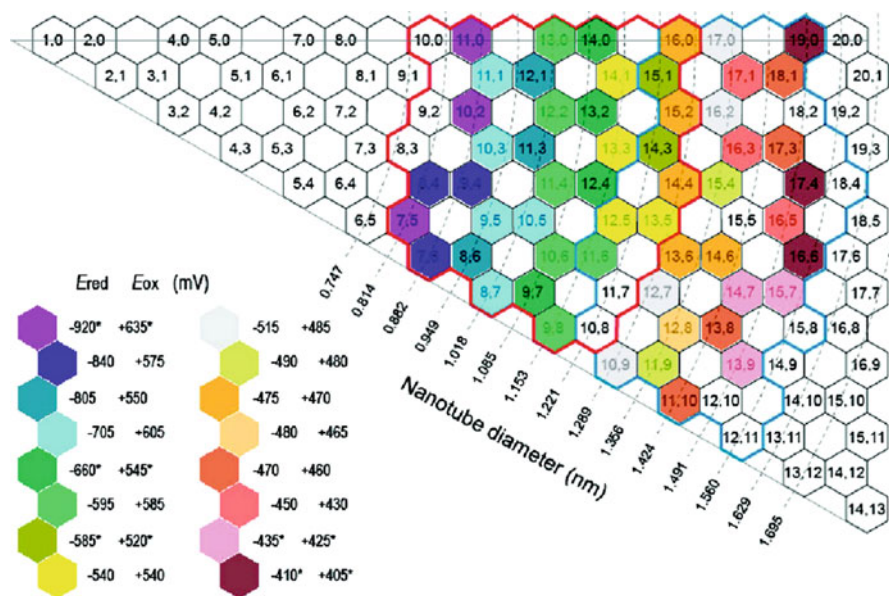 1,0 2,0 4,0 5,0 7,0 8,0 10,0 11,0 13,0 14,0 16,0 17,0 19,0 20,0
2,1 3,1 5,1 6,1 8,1 9,1 11,1 12,1 14,1 15,1 17,1 18,1 20,1
3,2 4,2 6,2 7,2 9,2 10,2 12,2 13,2 15,2 16,2 18,2 19,2
4,3 5,3 7,3 8,3 10,3 11,3 13,3 14,3 16,3 17,3 19,3
5,4 6,4 8,4 9,4 11,4 12,4 14,4 15,4 17,4 18,4
6,5 7,5 9,5 10,5 12,5 13,5 15,5 16,5 18,5
7,6 8,6 10,6 11,6 13,6 14,6 16,6 17,6
8,7 9,7 11,7 12,7 14,7 15,7 17,7
9,8 10,8 12,8 13,8 15,8 16,8
10,9 11,9 13,9 14,9 16,9
11,10 12,10 14,10 15,10
12,11 13,11 15,11
13,12 14,12
14,13
0.747
0.814
0.882
0.949
1.018
1.085
1.153
1.221
1.289
1.356
1.424
1.491
1.560
1.629
1.695
Nanotube diameter (nm)
Ered Eox (mV)
-920* +635*
-840 +575
-805 +550
-705 +605
-660* +545*
-595 +585
-585* +520*
-540 +540
-515 +485
-490 +480
-475 +470
-480 +465
-470 +460
-450 +430
-435* +425*
-410* +405*